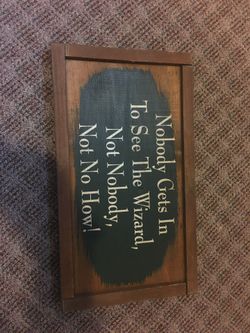 Nobody Gets In
To See The Wizard,
Not Nobody,
Not No How!